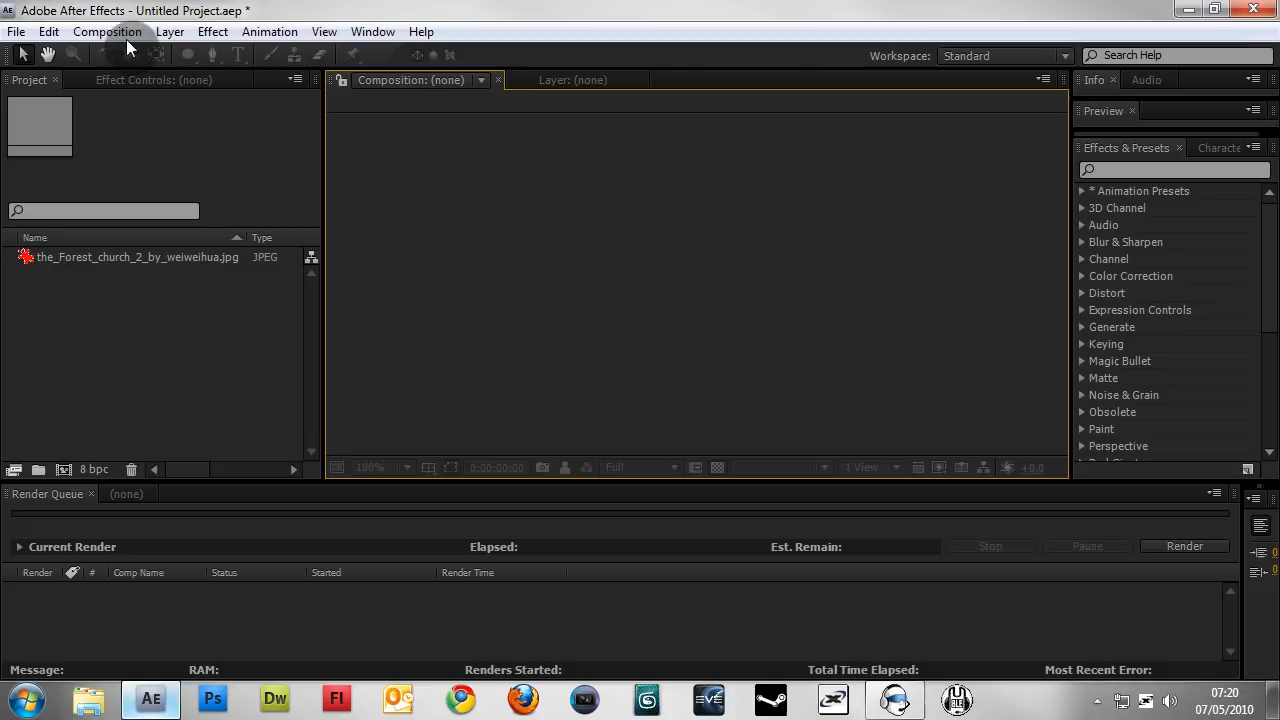 Adobe After Effects - Untitled Project.aep *
File Edit Composition Layer Effect Animation View Window Help
Workspace: Standard Search Help
Project Effect Controls: (none) Composition: (none) Layer: (none) Info Audio
Preview
Effects & Presets Characte
* Animation Presets
3D Channel
Audio
Blur & Sharpen
Channel
Color Correction
Distort
Expression Controls
Generate
Keying
Magic Bullet
Matte
Noise & Grain
Obsolete
Paint
Perspective
Name Type
the_Forest_church_2_by_weiweihua.jpg JPEG
8 bpc
100% 0:00:00:00 Full 1 View +0.0
Render Queue (none)
Current Render Elapsed: Est. Remain: Stop Pause Render
Render # Comp Name Status Started Render Time
Message: RAM: Renders Started: Total Time Elapsed: Most Recent Error:
AE Ps Dw Fl EVE
07:20
07/05/2010